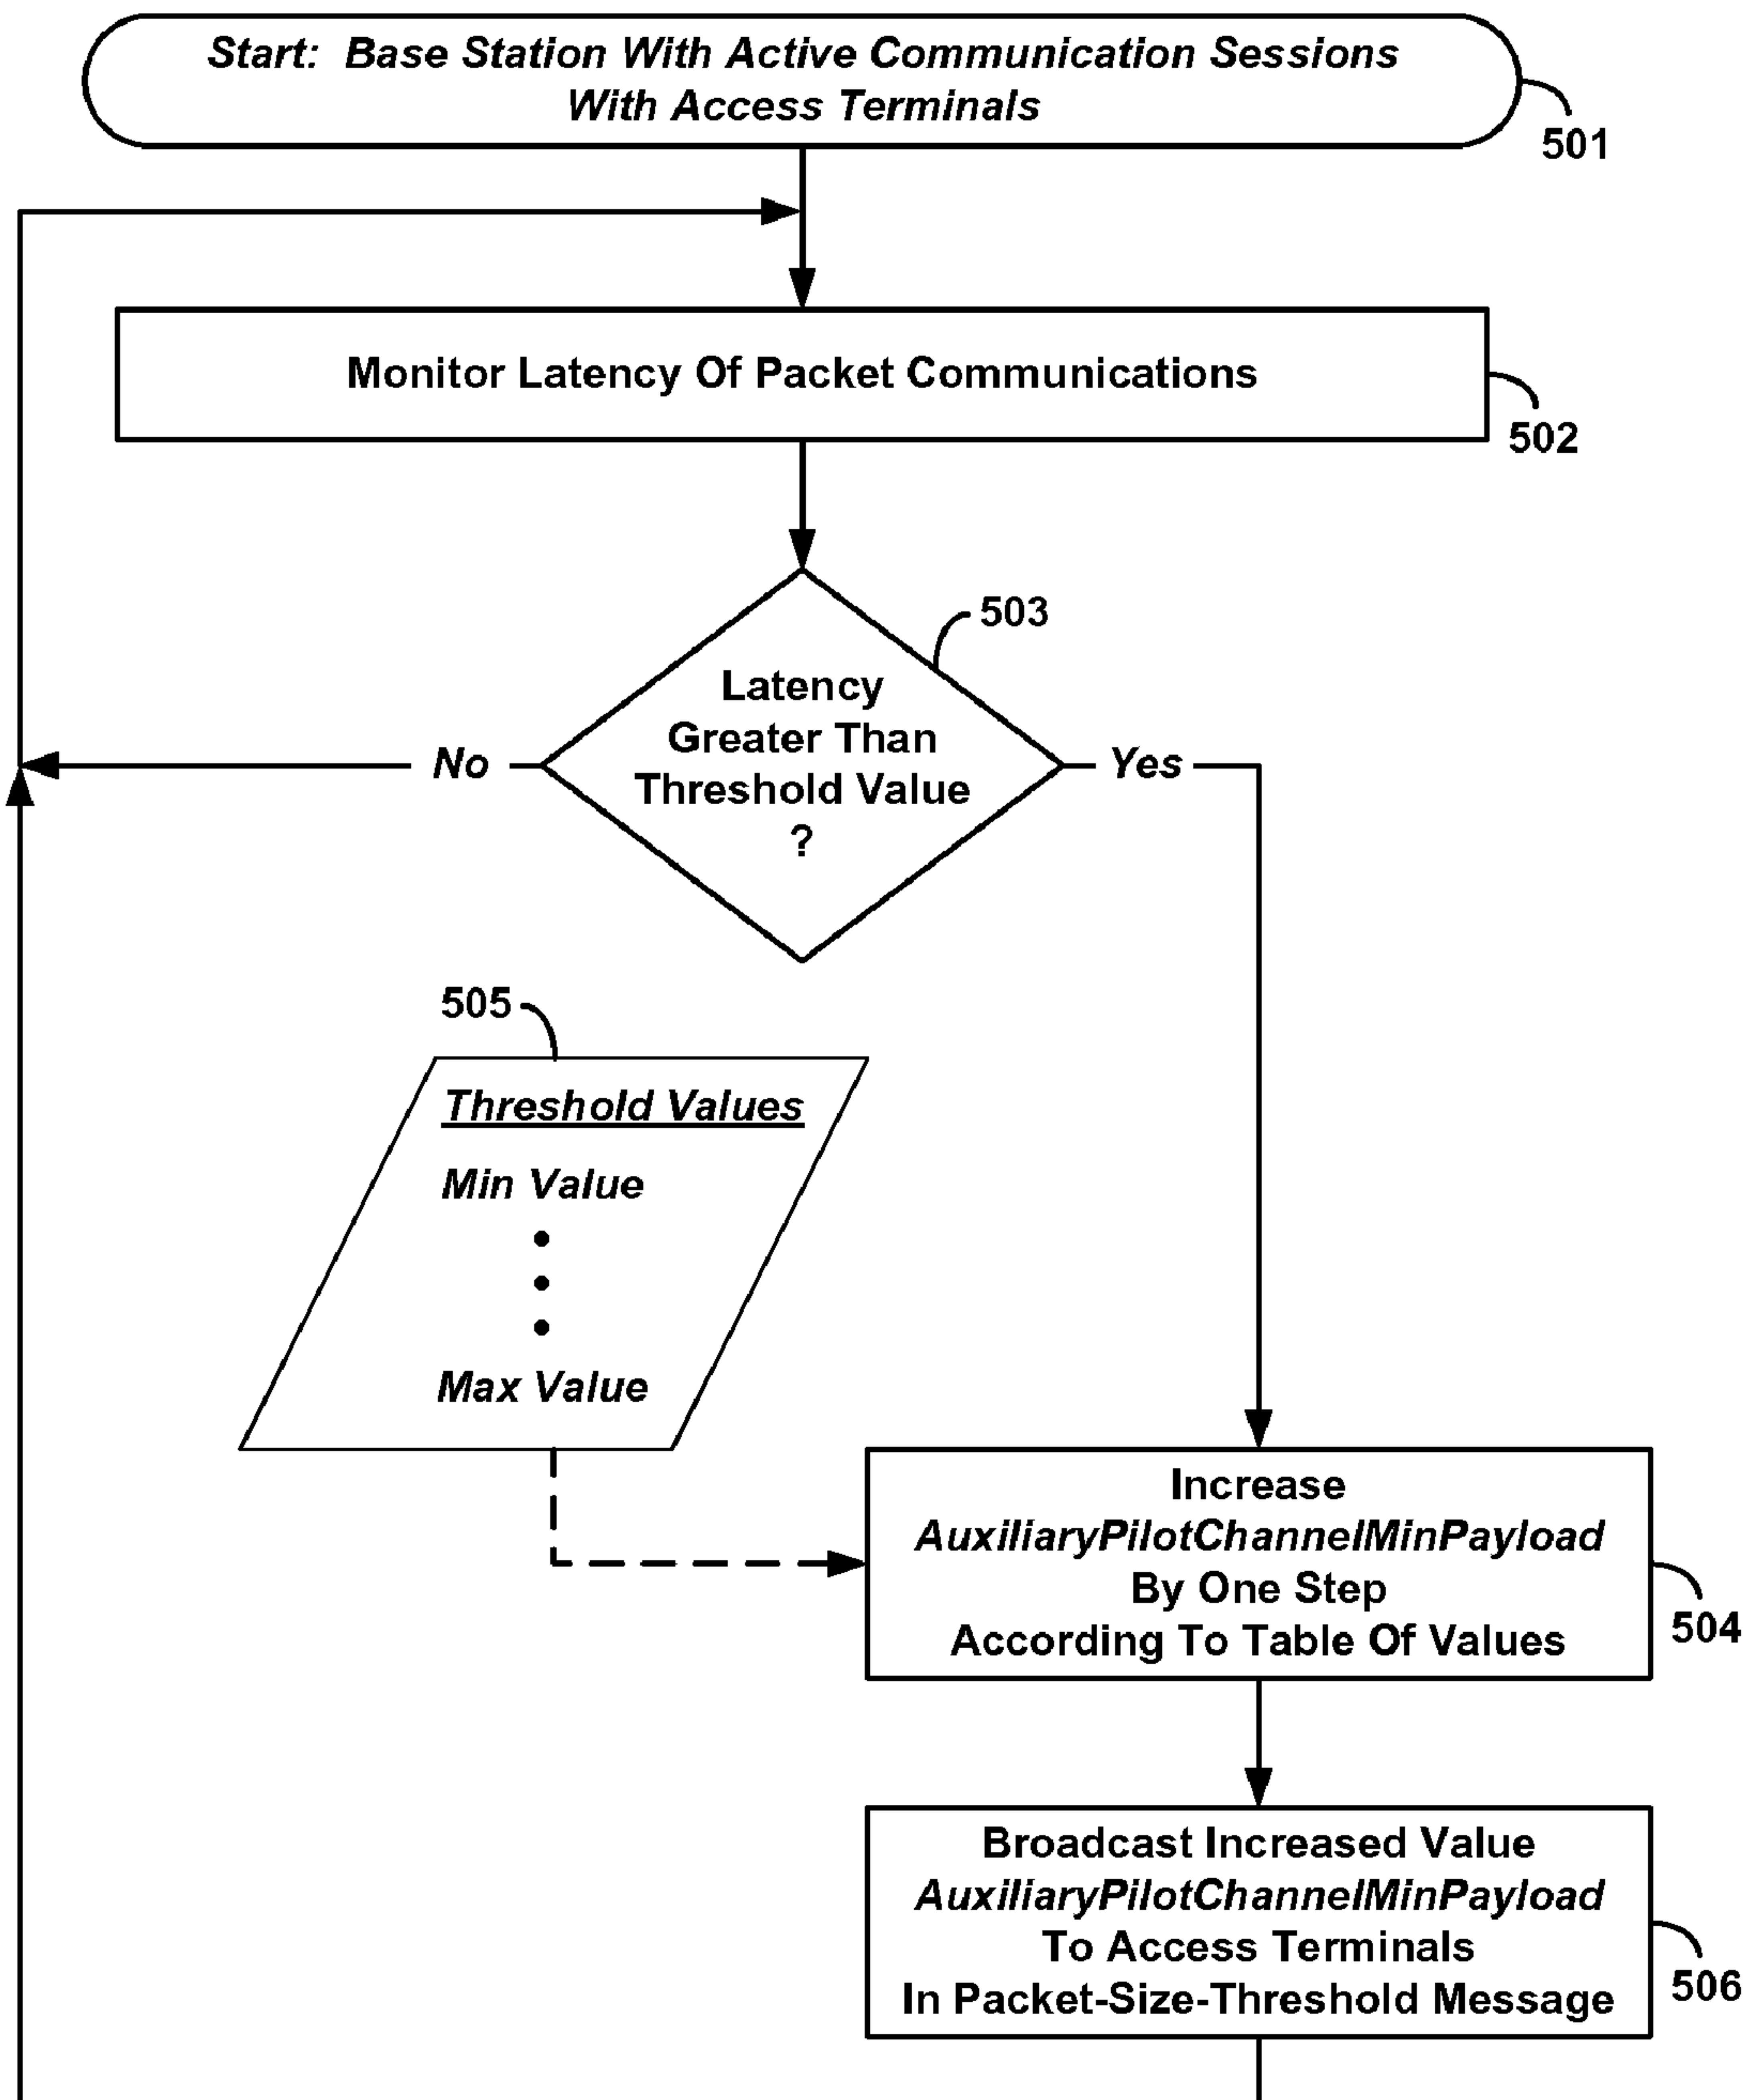 Start: Base Station With Active Communication Sessions
With Access Terminals
501
Monitor Latency Of Packet Communications
502
503
Latency
Greater Than
Threshold Value
?
No
Yes
505
Threshold Values
Min Value
Max Value
Increase
AuxiliaryPilotChannelMinPayload
By One Step
According To Table Of Values
504
Broadcast Increased Value
AuxiliaryPilotChannelMinPayload
To Access Terminals
In Packet-Size-Threshold Message
506